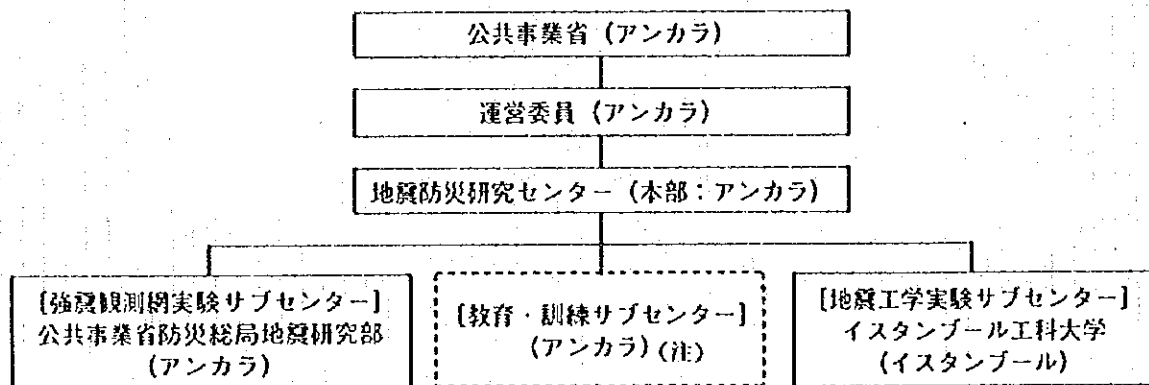 公共事業省 (アンカラ)
運営委員 (アンカラ)
地震防災研究センター (本部：アンカラ)
[強震観測網実験サブセンター]
公共事業省防災総局地震研究部
(アンカラ)
[教育・訓練サブセンター]
(アンカラ) (注)
[地震工学実験サブセンター]
イスタンブール工科大学
(イスタンブール)